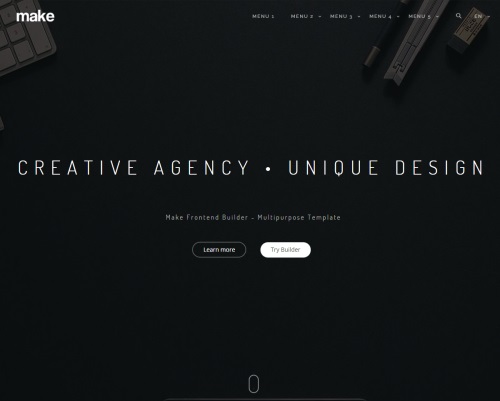 make
MENU 1 MENU 2 MENU 3 MENU 4 MENU 5 EN
CREATIVE AGENCY • UNIQUE DESIGN
Make Frontend Builder - Multipurpose Template
Learn more Try Builder